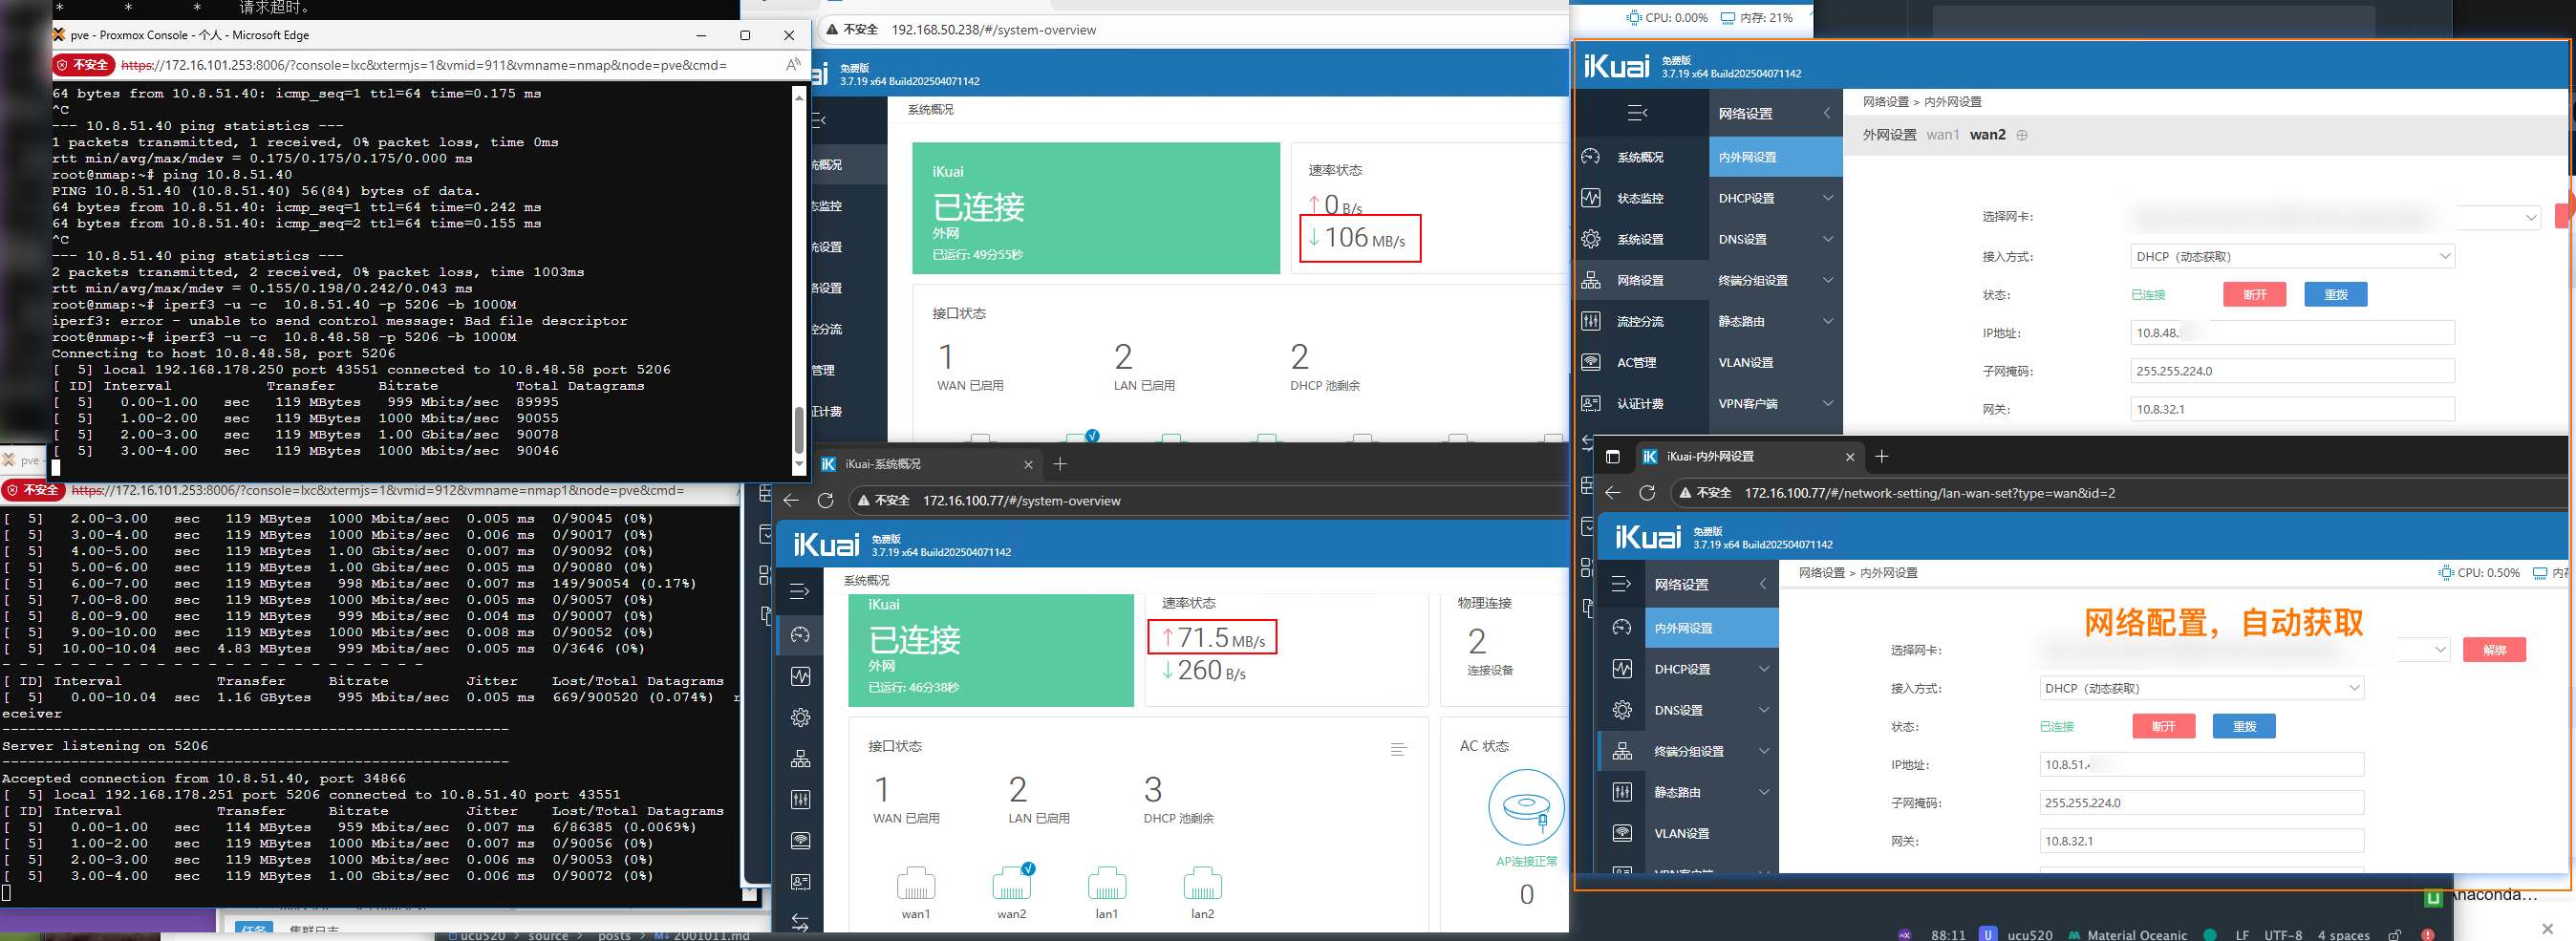 * * * 请求超时。
pve - Proxmox Console - 个人 - Microsoft Edge
不安全 https://172.16.101.253:8006/?console=lxc&xtermjs=1&vmid=911&vmname=nmap&node=pve&cmd=
64 bytes from 10.8.51.40: icmp_seq=1 ttl=64 time=0.175 ms
^C
--- 10.8.51.40 ping statistics ---
1 packets transmitted, 1 received, 0% packet loss, time 0ms
rtt min/avg/max/mdev = 0.175/0.175/0.175/0.000 ms
root@nmap:~# ping 10.8.51.40
PING 10.8.51.40 (10.8.51.40) 56(84) bytes of data.
64 bytes from 10.8.51.40: icmp_seq=1 ttl=64 time=0.242 ms
64 bytes from 10.8.51.40: icmp_seq=2 ttl=64 time=0.155 ms
^C
--- 10.8.51.40 ping statistics ---
2 packets transmitted, 2 received, 0% packet loss, time 1003ms
rtt min/avg/max/mdev = 0.155/0.198/0.242/0.043 ms
root@nmap:~# iperf3 -u -c  10.8.51.40 -p 5206 -b 1000M
iperf3: error - unable to send control message: Bad file descriptor
root@nmap:~# iperf3 -u -c  10.8.48.58 -p 5206 -b 1000M
Connecting to host 10.8.48.58, port 5206
[  5] local 192.168.178.250 port 43551 connected to 10.8.48.58 port 5206
[ ID] Interval Transfer Bitrate Total Datagrams
[  5] 0.00-1.00 sec 119 MBytes 999 Mbits/sec 89995
[  5] 1.00-2.00 sec 119 MBytes 1000 Mbits/sec 90055
[  5] 2.00-3.00 sec 119 MBytes 1.00 Gbits/sec 90078
[  5] 3.00-4.00 sec 119 MBytes 1000 Mbits/sec 90046
pve
不安全 https://172.16.101.253:8006/?console=lxc&xtermjs=1&vmid=912&vmname=nmap1&node=pve&cmd=
[  5] 2.00-3.00 sec 119 MBytes 1000 Mbits/sec 0.005 ms 0/90045 (0%)
[  5] 3.00-4.00 sec 119 MBytes 1000 Mbits/sec 0.006 ms 0/90017 (0%)
[  5] 4.00-5.00 sec 119 MBytes 1.00 Gbits/sec 0.007 ms 0/90092 (0%)
[  5] 5.00-6.00 sec 119 MBytes 1.00 Gbits/sec 0.005 ms 0/90080 (0%)
[  5] 6.00-7.00 sec 119 MBytes 998 Mbits/sec 0.007 ms 149/90054 (0.17%)
[  5] 7.00-8.00 sec 119 MBytes 1000 Mbits/sec 0.005 ms 0/90057 (0%)
[  5] 8.00-9.00 sec 119 MBytes 999 Mbits/sec 0.004 ms 0/90007 (0%)
[  5] 9.00-10.00 sec 119 MBytes 1000 Mbits/sec 0.008 ms 0/90052 (0%)
[  5] 10.00-10.04 sec 4.83 MBytes 999 Mbits/sec 0.005 ms 0/3646 (0%)
- - - - - - - - - - - - - - - - - - - - - - - - -
[ ID] Interval Transfer Bitrate Jitter Lost/Total Datagrams
[  5] 0.00-10.04 sec 1.16 GBytes 995 Mbits/sec 0.005 ms 669/900520 (0.074%) r
eceiver
-----------------------------------------------------------
Server listening on 5206
-----------------------------------------------------------
Accepted connection from 10.8.51.40, port 34866
[  5] local 192.168.178.251 port 5206 connected to 10.8.51.40 port 43551
[ ID] Interval Transfer Bitrate Jitter Lost/Total Datagrams
[  5] 0.00-1.00 sec 114 MBytes 959 Mbits/sec 0.007 ms 6/86385 (0.0069%)
[  5] 1.00-2.00 sec 119 MBytes 1000 Mbits/sec 0.007 ms 0/90056 (0%)
[  5] 2.00-3.00 sec 119 MBytes 1000 Mbits/sec 0.006 ms 0/90053 (0%)
[  5] 3.00-4.00 sec 119 MBytes 1.00 Gbits/sec 0.006 ms 0/90072 (0%)
不安全 192.168.50.238/#/system-overview
免费版
3.7.19 x64 Build202504071142
系统概况
iKuai
已连接
外网
已运行: 49分55秒
速率状态
↑0 B/s
↓106 MB/s
接口状态
1 2 2
WAN 已启用 LAN 已启用 DHCP 池剩余
iKuai-系统概况
不安全 172.16.100.77/#/system-overview
iKuai 免费版
3.7.19 x64 Build202504071142
系统概况
iKuai
已连接
外网
已运行: 46分38秒
速率状态
↑71.5 MB/s
↓260 B/s
物理连接
2
连接设备
接口状态
1 2 3
WAN 已启用 LAN 已启用 DHCP 池剩余
wan1 wan2 lan1 lan2
AC 状态
AP连接正常
0
CPU: 0.00% 内存: 21%
iKuai 免费版
3.7.19 x64 Build202504071142
系统概况
状态监控
系统设置
网络设置
流控分流
AC管理
认证计费
网络设置
内外网设置
DHCP设置
DNS设置
终端分组设置
静态路由
VLAN设置
VPN客户端
网络设置 > 内外网设置
外网设置 wan1 wan2
选择网卡:
接入方式: DHCP（动态获取）
状态: 已连接 断开 重拨
IP地址: 10.8.48.
子网掩码: 255.255.224.0
网关: 10.8.32.1
iKuai-内外网设置
不安全 172.16.100.77/#/network-setting/lan-wan-set?type=wan&id=2
iKuai 免费版
3.7.19 x64 Build202504071142
网络设置
内外网设置
DHCP设置
DNS设置
终端分组设置
静态路由
VLAN设置
VPN客户端
网络设置 > 内外网设置
CPU: 0.50% 内存
网络配置，自动获取
选择网卡: 解绑
接入方式: DHCP（动态获取）
状态: 已连接 断开 重拨
IP地址: 10.8.51.
子网掩码: 255.255.224.0
网关: 10.8.32.1
Anaconda...
任务 集群日志
ucu520 > source > posts > 2001011.md
88:11 ucu520 Material Oceanic LF UTF-8 4 spaces